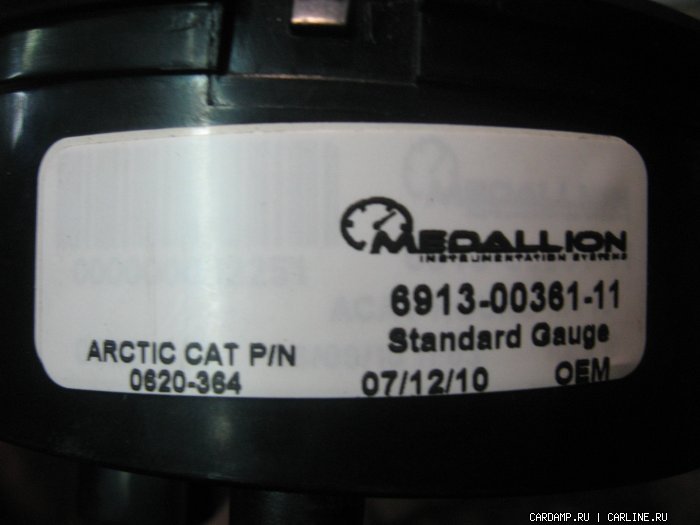 MEDALLION
INSTRUMENTATION SYSTEMS
6913-00361-11
Standard Gauge
ARCTIC CAT P/N
0620-364
07/12/10
OEM
CARDAMP.RU | CARLINE.RU